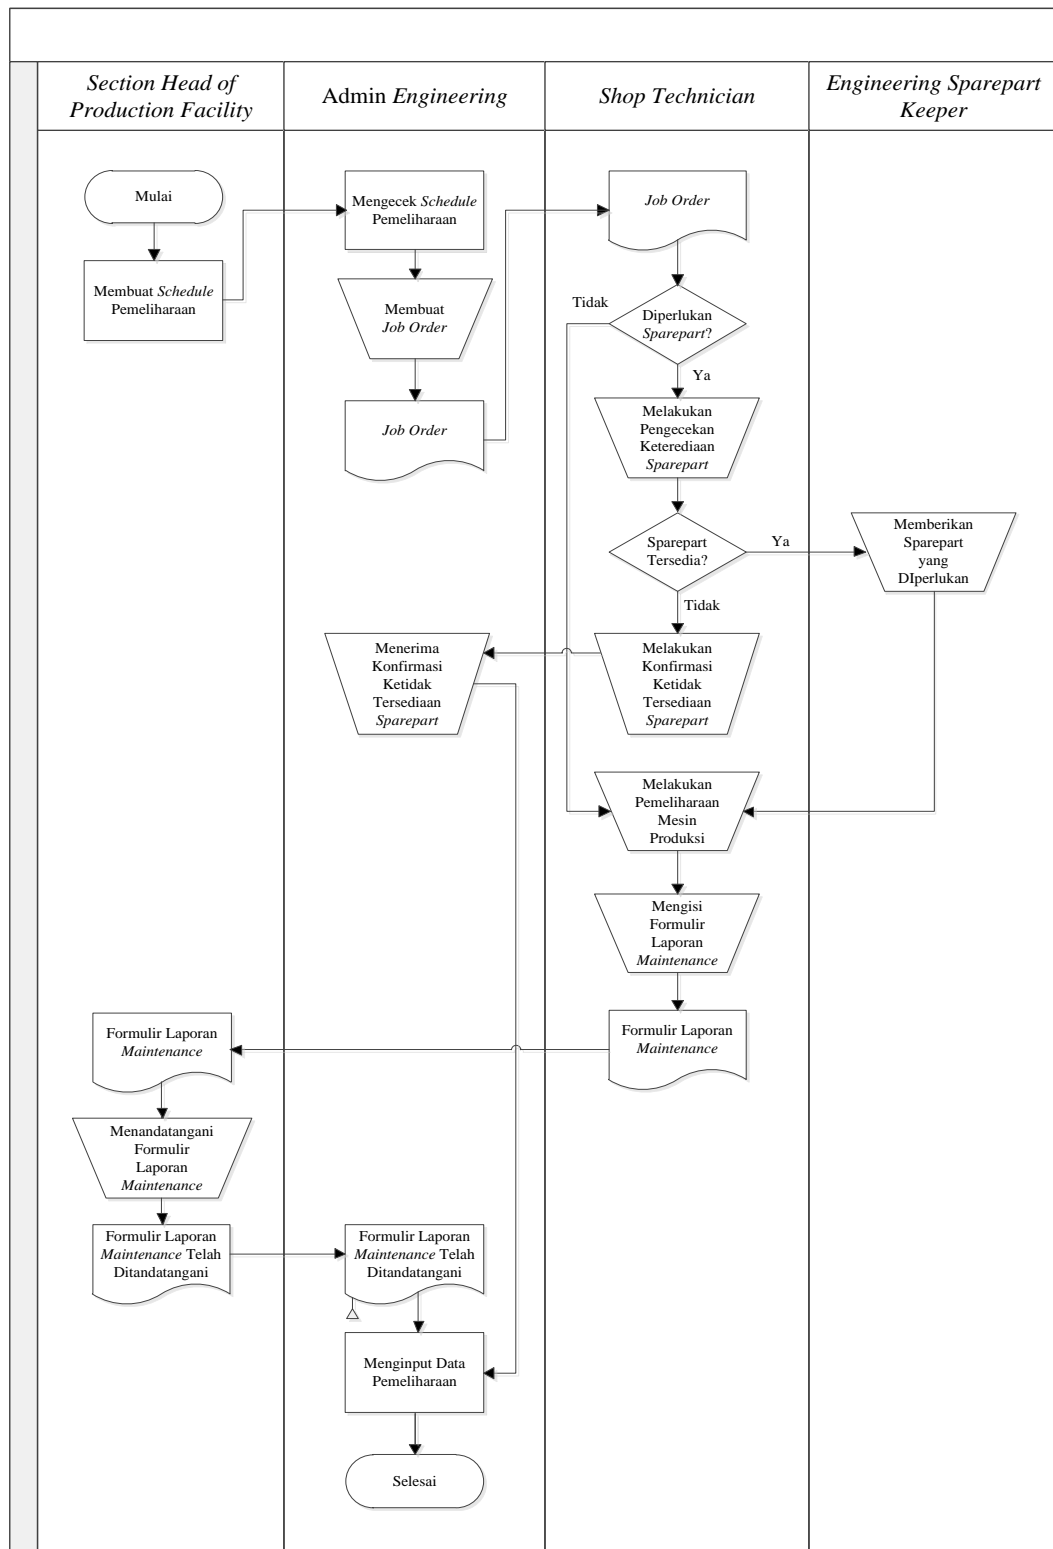 Section Head of
Production Facility
Admin Engineering
Shop Technician
Engineering Sparepart
Keeper
Mulai
Membuat Schedule
Pemeliharaan
Mengecek Schedule
Pemeliharaan
Membuat
Job Order
Job Order
Job Order
Diperlukan
Sparepart?
Tidak
Ya
Melakukan
Pengecekan
Keterediaan
Sparepart
Sparepart
Tersedia?
Ya
Tidak
Memberikan
Sparepart
yang
DIperlukan
Melakukan
Konfirmasi
Ketidak
Tersediaan
Sparepart
Menerima
Konfirmasi
Ketidak
Tersediaan
Sparepart
Melakukan
Pemeliharaan
Mesin
Produksi
Mengisi
Formulir
Laporan
Maintenance
Formulir Laporan
Maintenance
Formulir Laporan
Maintenance
Menandatangani
Formulir
Laporan
Maintenance
Formulir Laporan
Maintenance Telah
Ditandatangani
Formulir Laporan
Maintenance Telah
Ditandatangani
Menginput Data
Pemeliharaan
Selesai